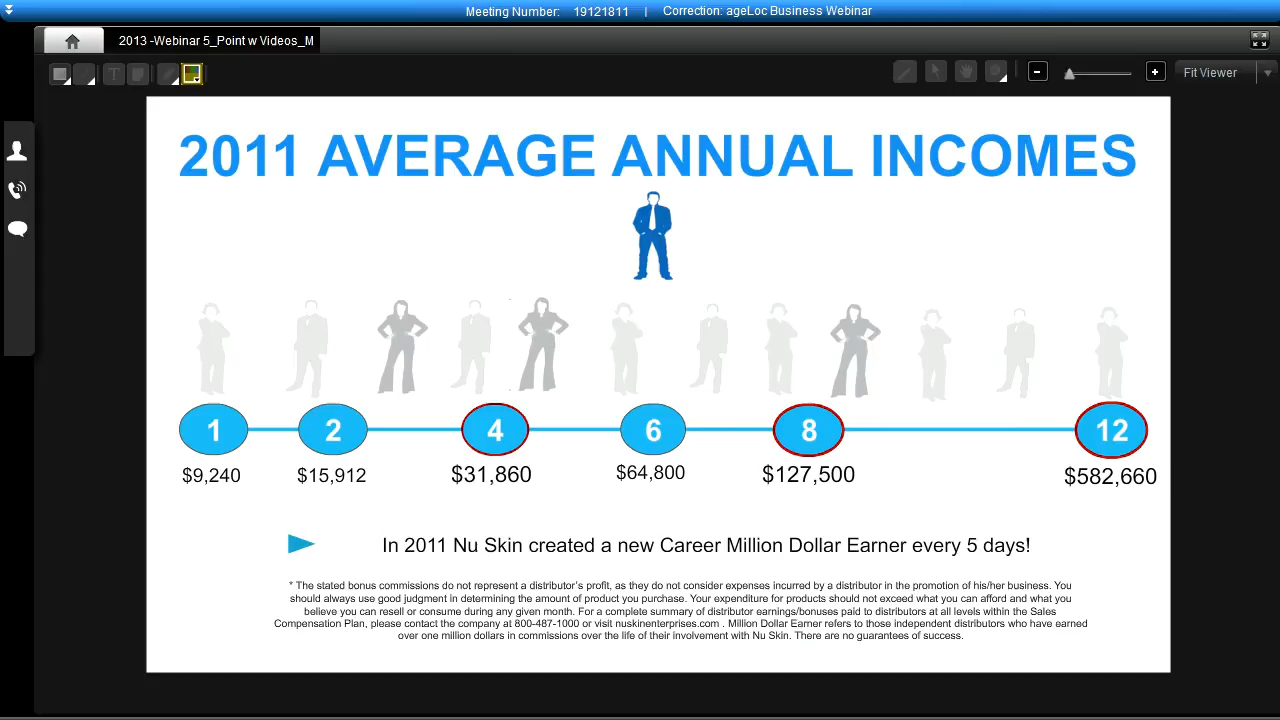 Meeting Number: 19121811 | Correction: ageLoc Business Webinar
2013 -Webinar 5_Point w Videos_M
T
Fit Viewer
2011 AVERAGE ANNUAL INCOMES
1 2 4 6 8 12
$9,240 $15,912 $31,860 $64,800 $127,500 $582,660
In 2011 Nu Skin created a new Career Million Dollar Earner every 5 days!
* The stated bonus commissions do not represent a distributor's profit, as they do not consider expenses incurred by a distributor in the promotion of his/her business. You
should always use good judgment in determining the amount of product you purchase. Your expenditure for products should not exceed what you can afford and what you
believe you can resell or consume during any given month. For a complete summary of distributor earnings/bonuses paid to distributors at all levels within the Sales
Compensation Plan, please contact the company at 800-487-1000 or visit nuskinenterprises.com . Million Dollar Earner refers to those independent distributors who have earned
over one million dollars in commissions over the life of their involvement with Nu Skin. There are no guarantees of success.